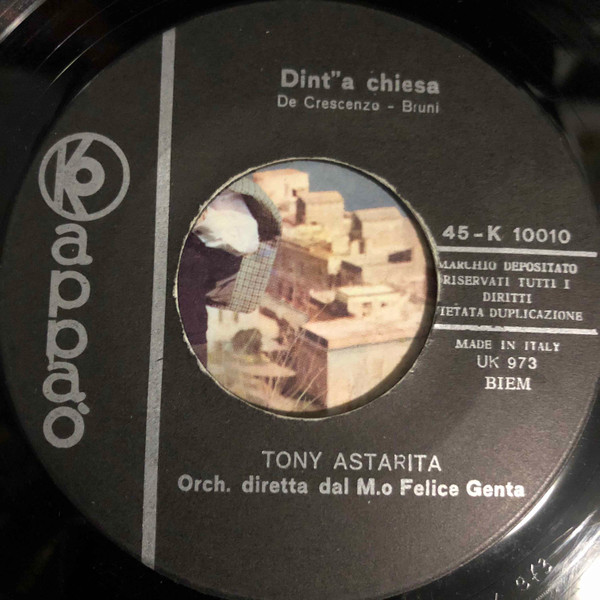 Dint"a chiesa
De Crescenzo - Bruni
Kappaò
45-K 10010
MARCHIO DEPOSITATO
RISERVATI TUTTI I
DIRITTI
VIETATA DUPLICAZIONE
MADE IN ITALY
UK 973
BIEM
TONY ASTARITA
Orch. diretta dal M.o Felice Genta